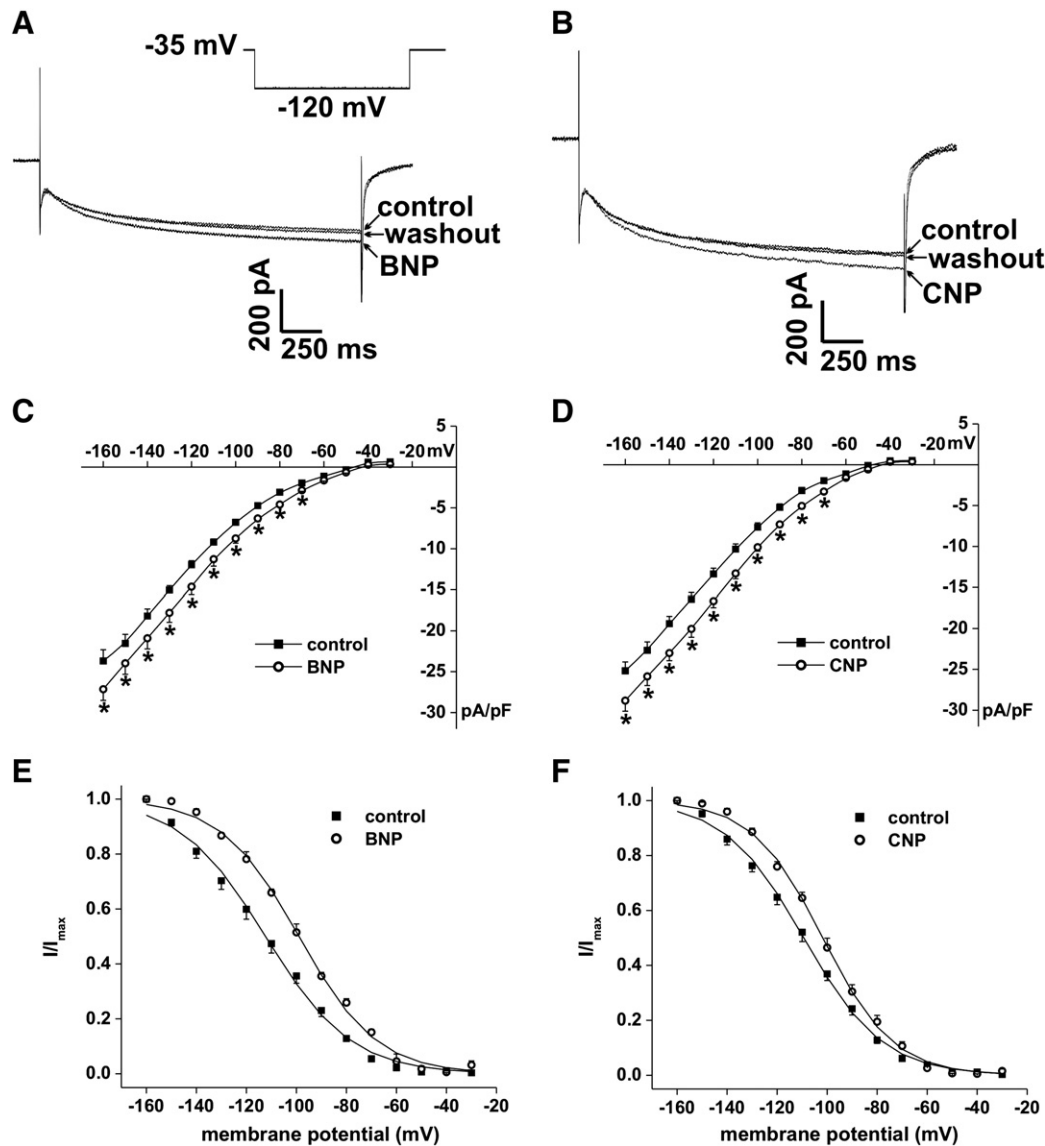 A
-35 mV
-120 mV
control
washout
BNP
200 pA
250 ms
B
control
washout
CNP
200 pA
250 ms
C
-160 -140 -120 -100 -80 -60 -40 -20 mV
5
-5
-10
-15
-20
-25
-30
pA/pF
* * * * * * * * * *
control
BNP
D
-160 -140 -120 -100 -80 -60 -40 -20 mV
5
-5
-10
-15
-20
-25
-30
pA/pF
* * * * * * * * * *
control
CNP
E
1.0
0.8
0.6
0.4
0.2
0.0
I/Imax
control
BNP
-160 -140 -120 -100 -80 -60 -40 -20
membrane potential (mV)
F
1.0
0.8
0.6
0.4
0.2
0.0
I/Imax
control
CNP
-160 -140 -120 -100 -80 -60 -40 -20
membrane potential (mV)